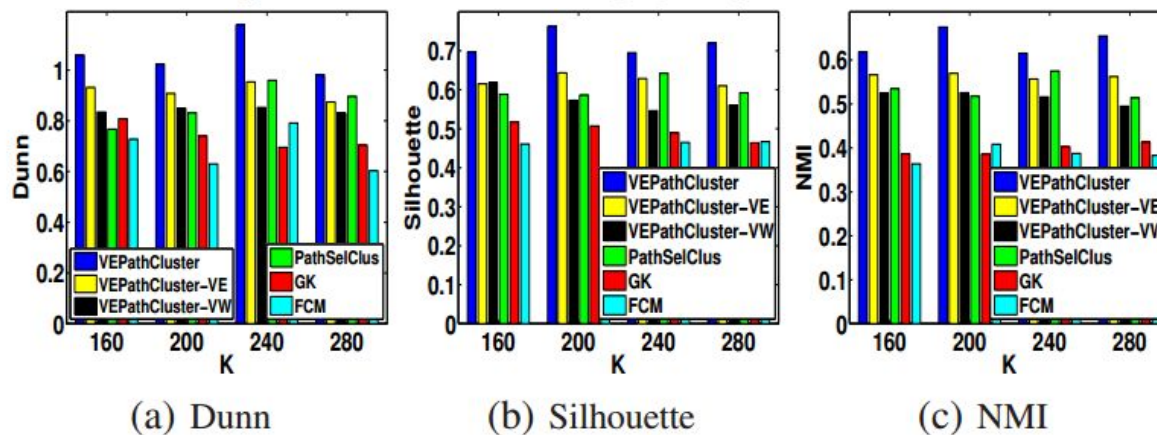 Dunn
1
0.8
0.6
0.4
0.2
0
160 200 240 280
K
VEPathCluster
VEPathCluster-VE
VEPathCluster-VW
PathSelClus
GK
FCM
(a) Dunn
Silhouette
0.7
0.6
0.5
0.4
0.3
0.2
0.1
0
160 200 240 280
K
VEPathCluster
VEPathCluster-VE
VEPathCluster-VW
PathSelClus
GK
FCM
(b) Silhouette
NMI
0.6
0.5
0.4
0.3
0.2
0.1
0
160 200 240 280
K
VEPathCluster
VEPathCluster-VE
VEPathCluster-VW
PathSelClus
GK
FCM
(c) NMI